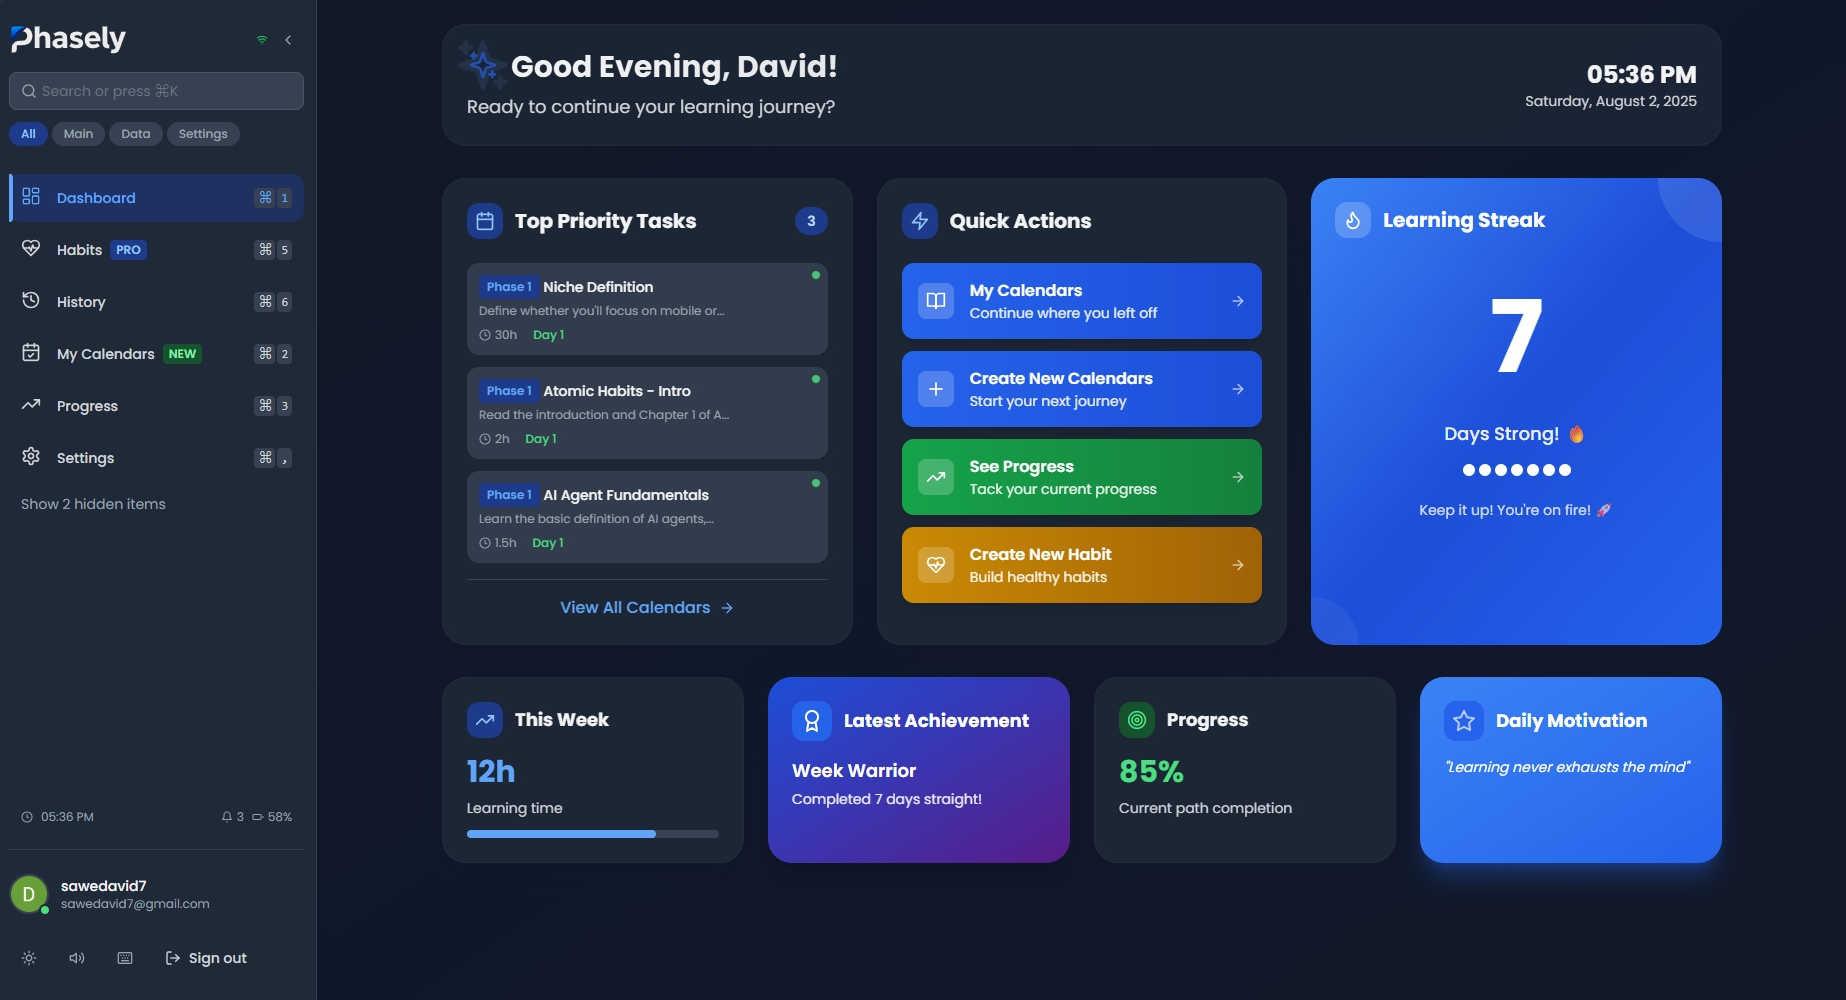 Phasely
Search or press ⌘K
All Main Data Settings
Dashboard ⌘ 1
Habits PRO ⌘ 5
History ⌘ 6
My Calendars NEW ⌘ 2
Progress ⌘ 3
Settings ⌘ ,
Show 2 hidden items
05:36 PM 3 58%
D
sawedavid7
sawedavid7@gmail.com
Sign out
Good Evening, David!
Ready to continue your learning journey?
05:36 PM
Saturday, August 2, 2025
Top Priority Tasks 3
Phase 1 Niche Definition
Define whether you'll focus on mobile or...
30h Day 1
Phase 1 Atomic Habits - Intro
Read the introduction and Chapter 1 of A...
2h Day 1
Phase 1 AI Agent Fundamentals
Learn the basic definition of AI agents,...
1.5h Day 1
View All Calendars →
Quick Actions
My Calendars
Continue where you left off
Create New Calendars
Start your next journey
See Progress
Tack your current progress
Create New Habit
Build healthy habits
Learning Streak
7
Days Strong! 🔥
Keep it up! You're on fire! 🚀
This Week
12h
Learning time
Latest Achievement
Week Warrior
Completed 7 days straight!
Progress
85%
Current path completion
Daily Motivation
"Learning never exhausts the mind"